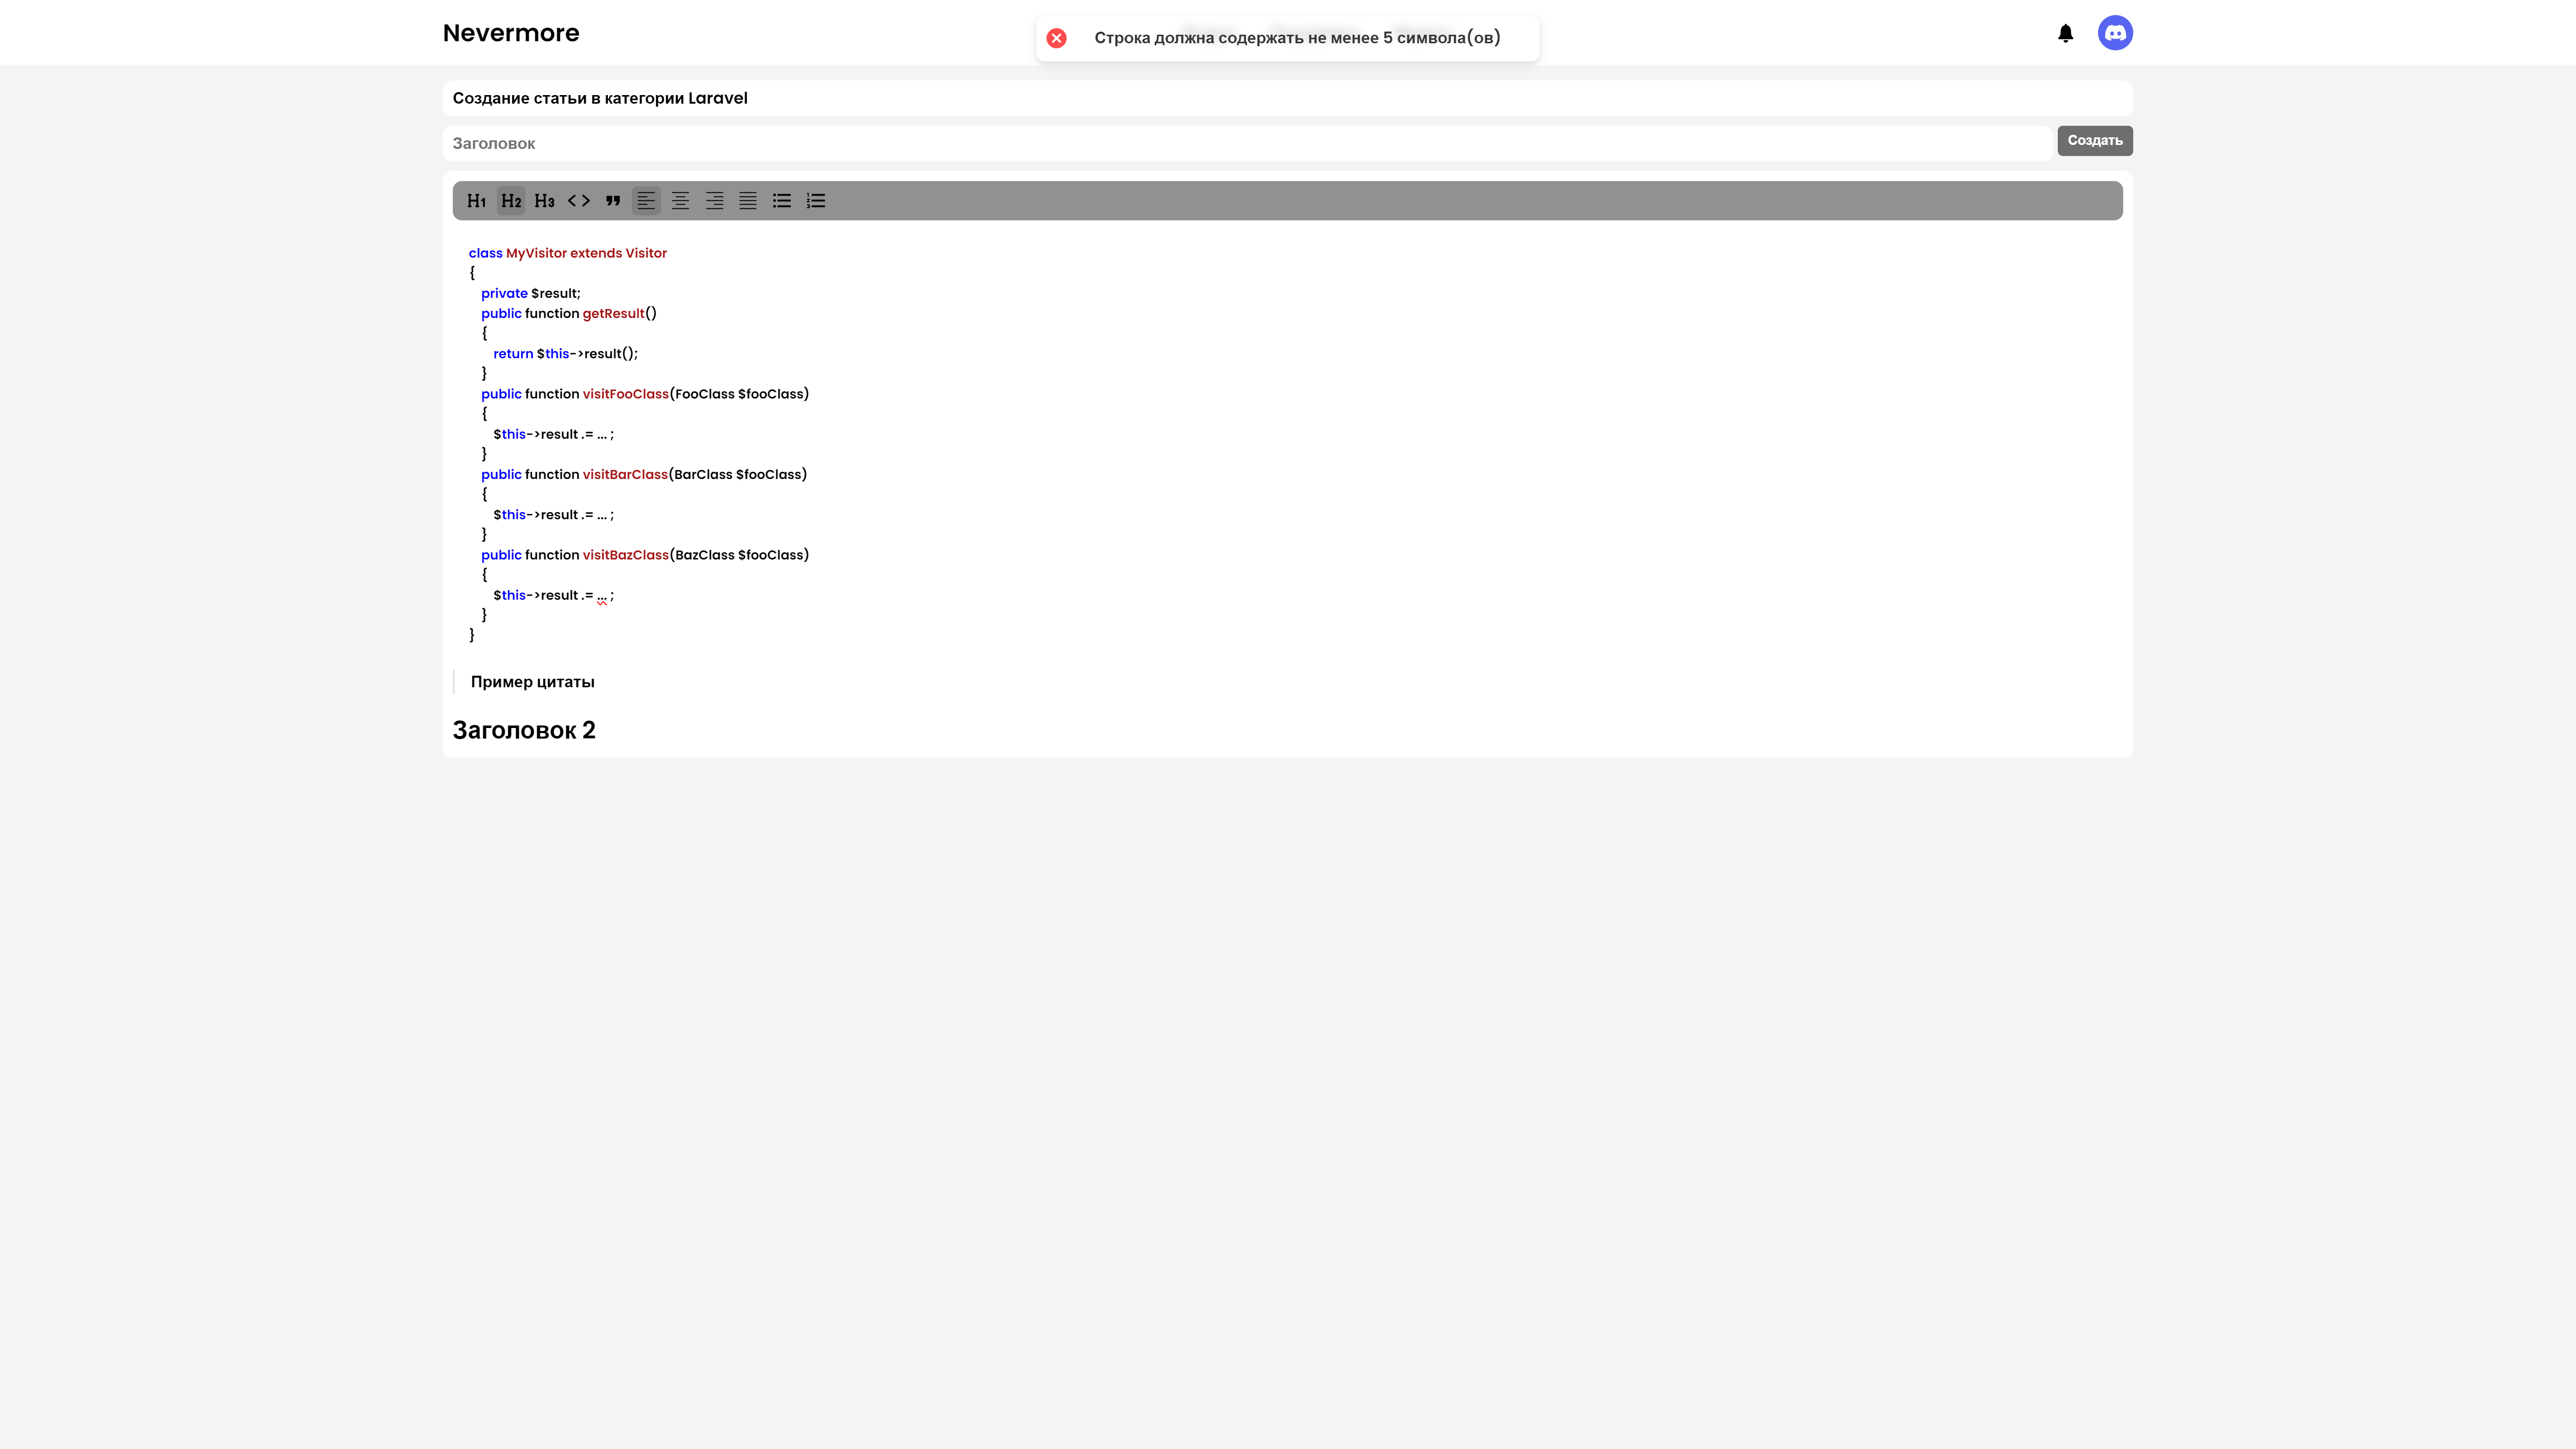 Nevermore
Строка должна содержать не менее 5 символа(ов)
Создание статьи в категории Laravel
Заголовок
Создать
H1 H2 H3
class MyVisitor extends Visitor
{
private $result;
public function getResult()
{
return $this->result();
}
public function visitFooClass(FooClass $fooClass)
{
$this->result .= ... ;
}
public function visitBarClass(BarClass $fooClass)
{
$this->result .= ... ;
}
public function visitBazClass(BazClass $fooClass)
{
$this->result .= ... ;
}
}
Пример цитаты
Заголовок 2